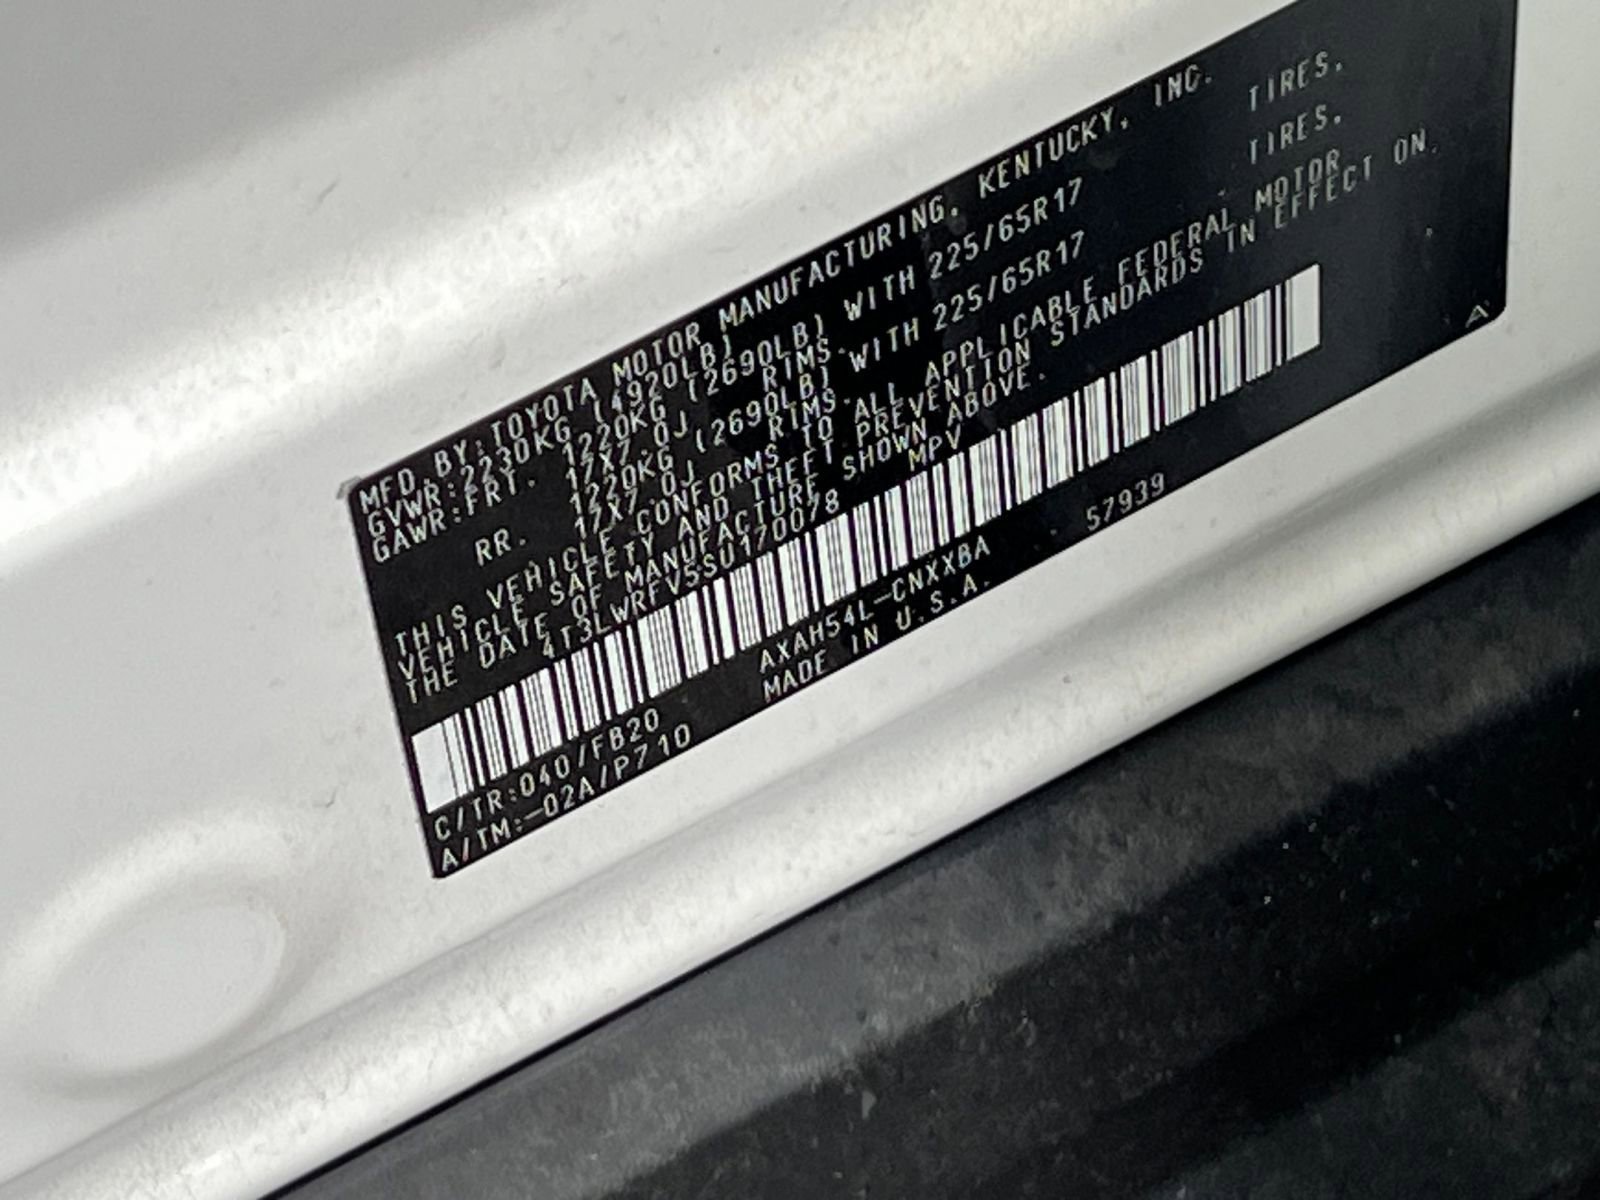 MFD. BY: TOYOTA MOTOR MANUFACTURING, KENTUCKY, INC.
GVWR: 2230KG (4920LB)
GAWR: FRT. 1220KG (2690LB) WITH 225/65R17 TIRES.
17X7.0J RIMS.
RR. 1220KG (2690LB) WITH 225/65R17 TIRES.
17X7.0J RIMS.
THIS VEHICLE CONFORMS TO ALL APPLICABLE FEDERAL MOTOR
VEHICLE SAFETY AND THEFT PREVENTION STANDARDS IN EFFECT ON
THE DATE OF MANUFACTURE SHOWN ABOVE.
4T3LWRFV5SU170078 MPV
C/TR:040/FB20 AXAH54L-CNXXBA 57939
A/TM:-02A/P710 MADE IN U.S.A.
A